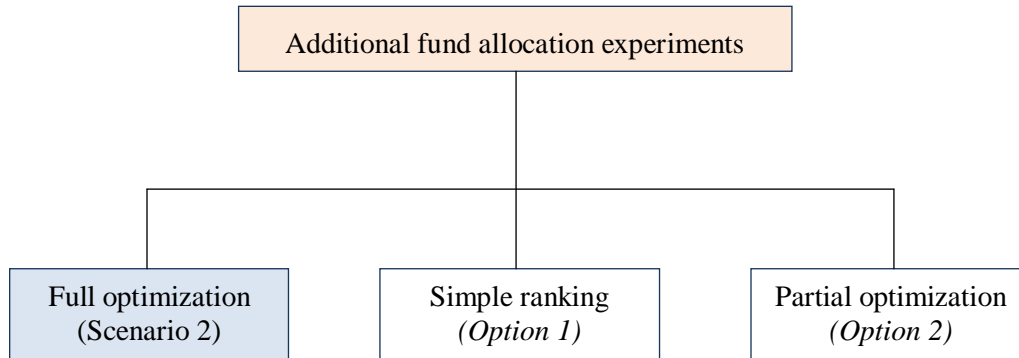 Additional fund allocation experiments
Full optimization
(Scenario 2)
Simple ranking
(Option 1)
Partial optimization
(Option 2)